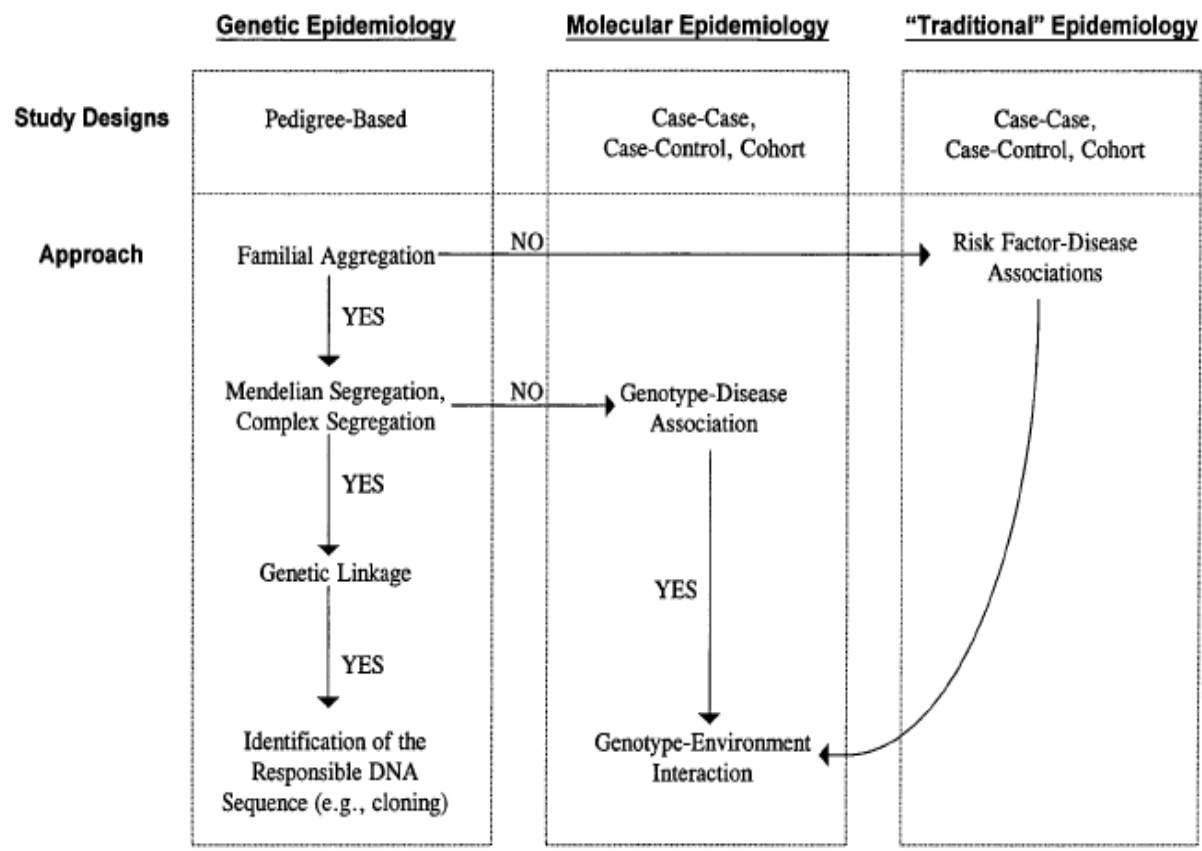 Genetic Epidemiology
Molecular Epidemiology
“Traditional” Epidemiology
Study Designs
Pedigree-Based
Case-Case,
Case-Control, Cohort
Case-Case,
Case-Control, Cohort
Approach
Familial Aggregation
NO
Risk Factor-Disease
Associations
YES
Mendelian Segregation,
Complex Segregation
NO
Genotype-Disease
Association
YES
Genetic Linkage
YES
YES
Identification of the
Responsible DNA
Sequence (e.g., cloning)
Genotype-Environment
Interaction